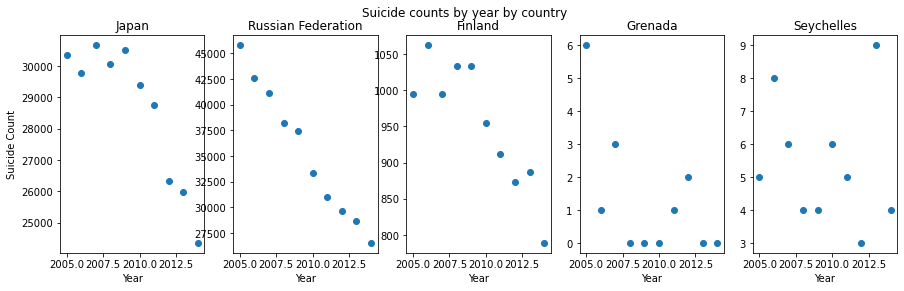 Suicide counts by year by country
Japan
Suicide Count
30000
29000
28000
27000
26000
25000
2005.0 2007.5 2010.0 2012.5
Year
Russian Federation
45000
42500
40000
37500
35000
32500
30000
27500
2005.0 2007.5 2010.0 2012.5
Year
Finland
1050
1000
950
900
850
800
2005.0 2007.5 2010.0 2012.5
Year
Grenada
6
5
4
3
2
1
0
2005.0 2007.5 2010.0 2012.5
Year
Seychelles
9
8
7
6
5
4
3
2005.0 2007.5 2010.0 2012.5
Year